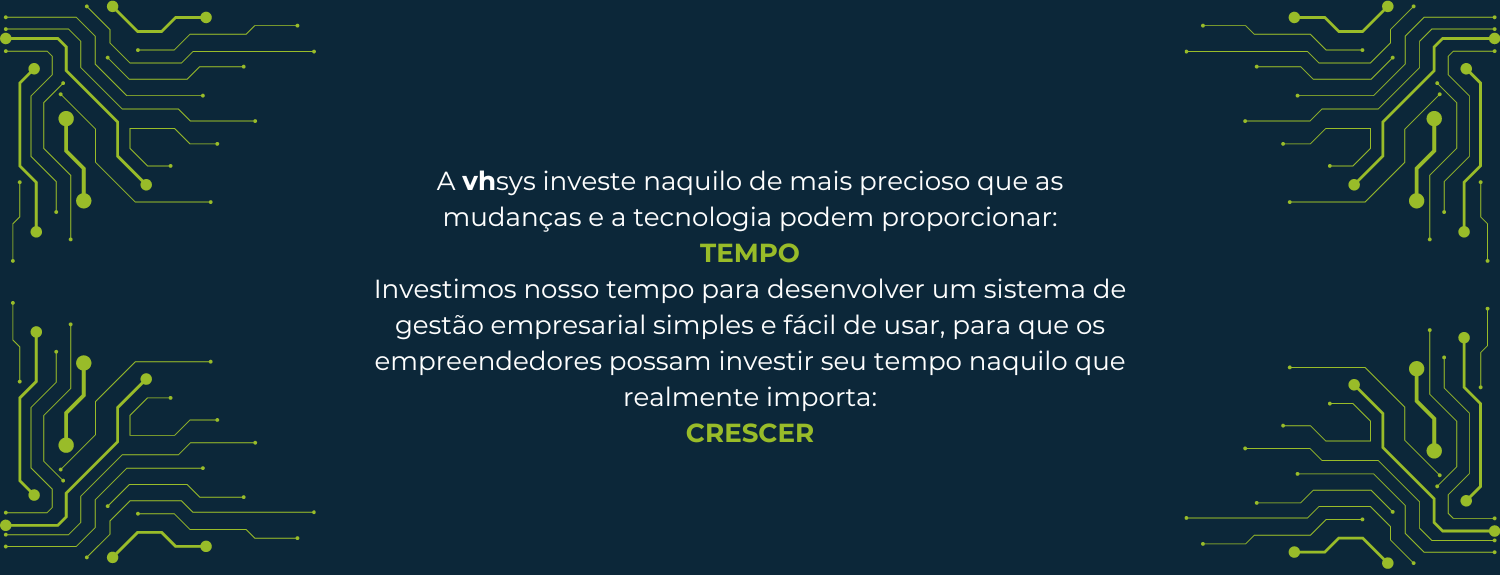 A vhsys investe naquilo de mais precioso que as
mudanças e a tecnologia podem proporcionar:
TEMPO
Investimos nosso tempo para desenvolver um sistema de
gestão empresarial simples e fácil de usar, para que os
empreendedores possam investir seu tempo naquilo que
realmente importa:
CRESCER